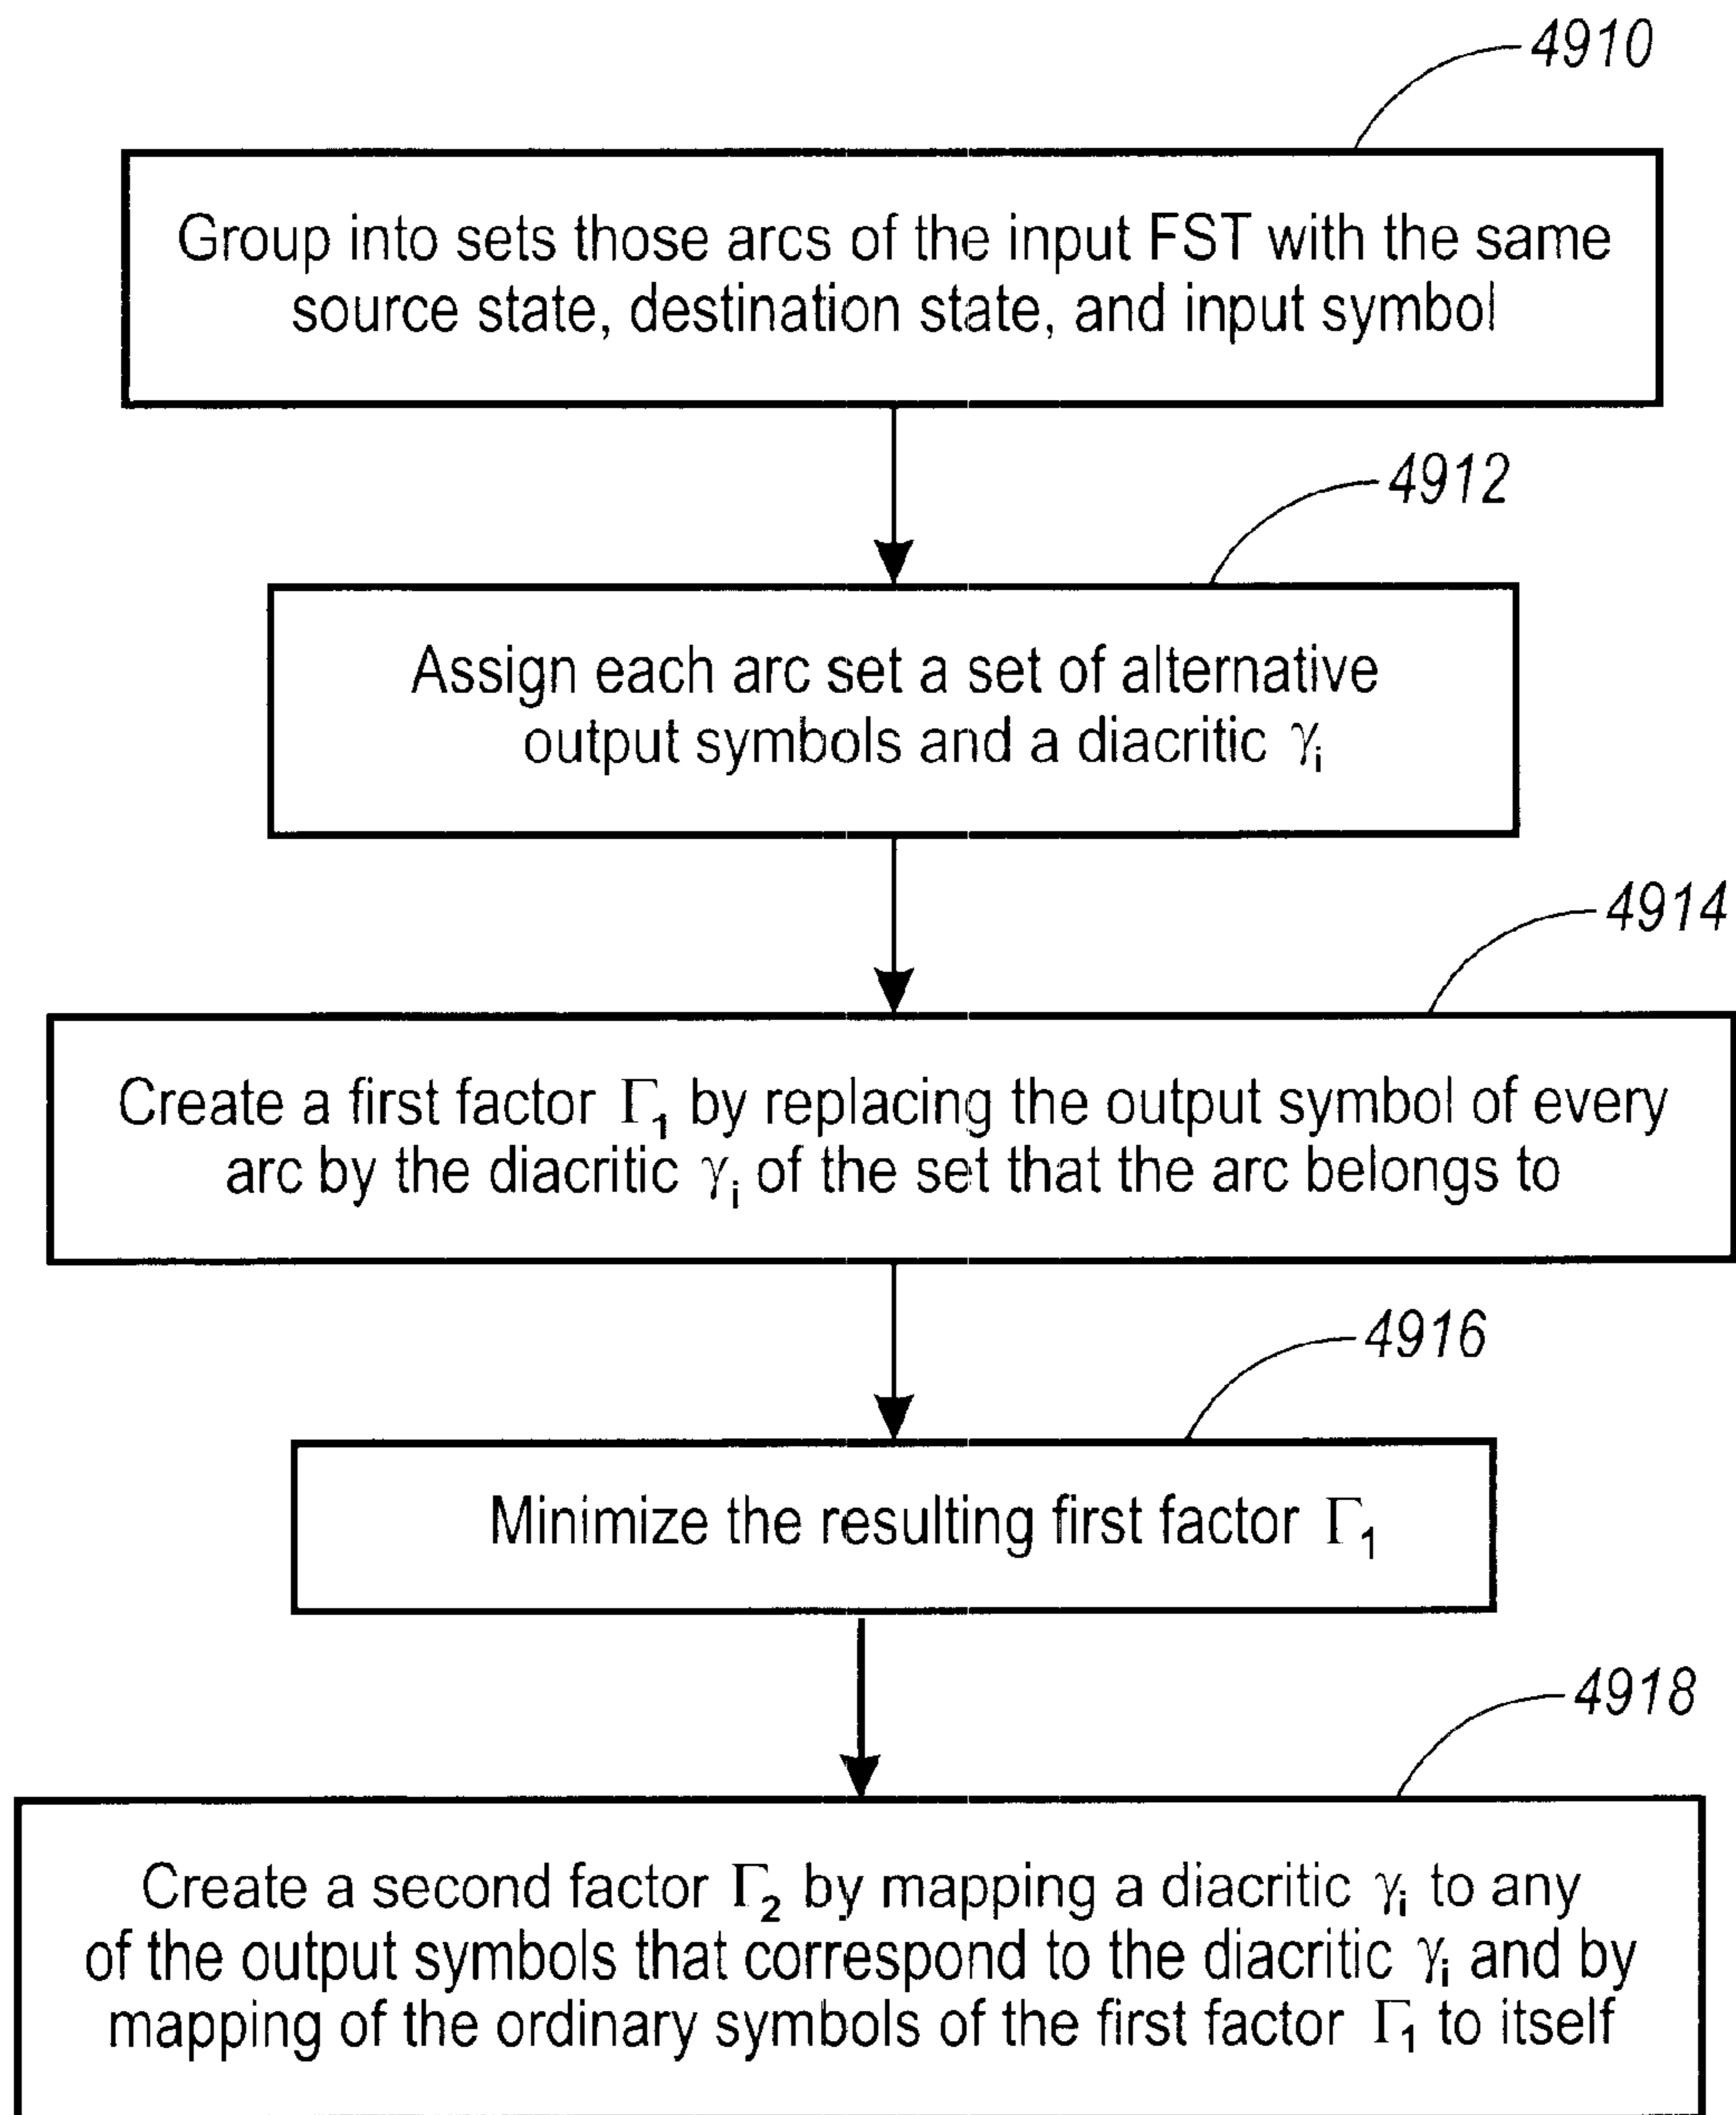 4910
Group into sets those arcs of the input FST with the same
source state, destination state, and input symbol
4912
Assign each arc set a set of alternative
output symbols and a diacritic γi
4914
Create a first factor Γ1 by replacing the output symbol of every
arc by the diacritic γi of the set that the arc belongs to
4916
Minimize the resulting first factor Γ1
4918
Create a second factor Γ2 by mapping a diacritic γi to any
of the output symbols that correspond to the diacritic γi and by
mapping of the ordinary symbols of the first factor Γ1 to itself